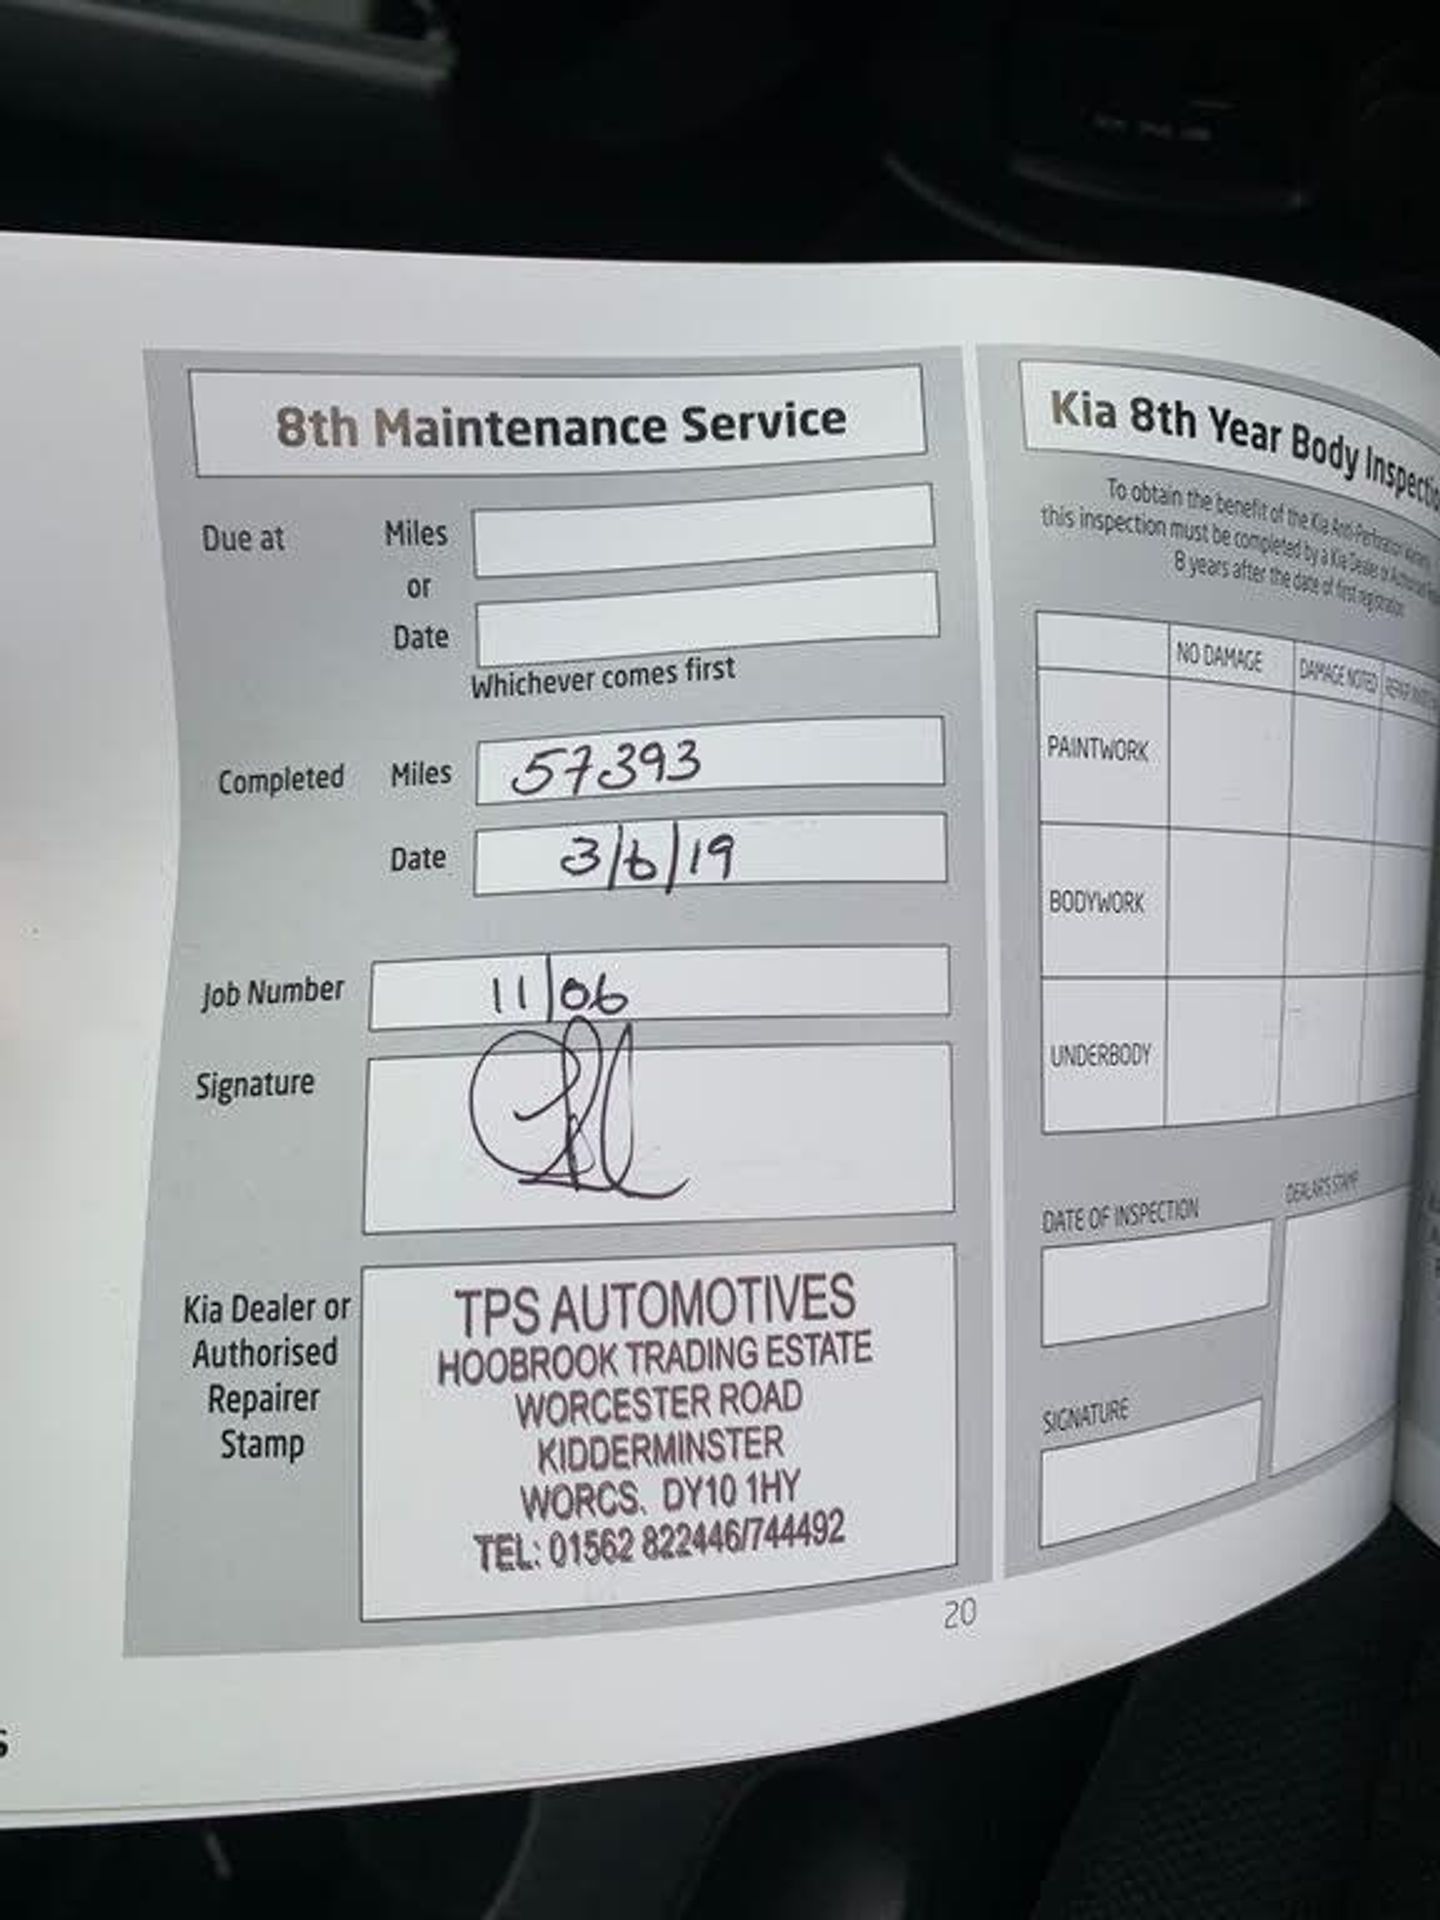 8th Maintenance Service
Due at Miles
or
Date
Whichever comes first
Completed Miles 57393
Date 3/6/19
Job Number 11/06
Signature
Kia Dealer or
Authorised
Repairer
Stamp
TPS AUTOMOTIVES
HOOBROOK TRADING ESTATE
WORCESTER ROAD
KIDDERMINSTER
WORCS. DY10 1HY
TEL: 01562 822446/744492
Kia 8th Year Body Inspectio
To obtain the benefit of the Kia Anti-Perforation
this inspection must be completed by a Kia Dealer or
8 years after the date of first registration
NO DAMAGE DAMAGE NOTED
PAINTWORK
BODYWORK
UNDERBODY
DATE OF INSPECTION DEALAR'S STAMP
SIGNATURE
20
s